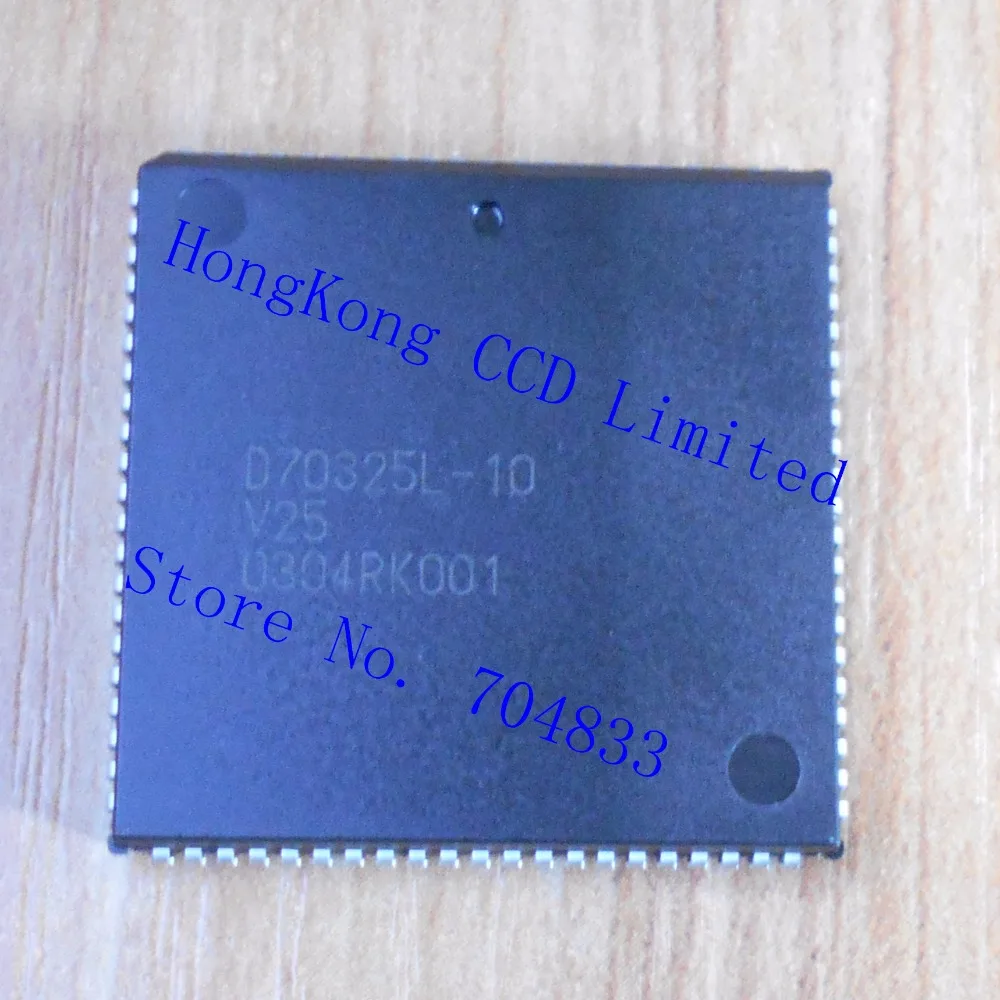 HongKong CCD Limited
D70325L-10
V25
0304RK001
Store No. 704833